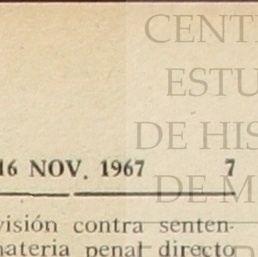 CENT
ESTU
DE HIS
16 NOV. 1967 7
DE M
visión contra senten-
materia penal directo